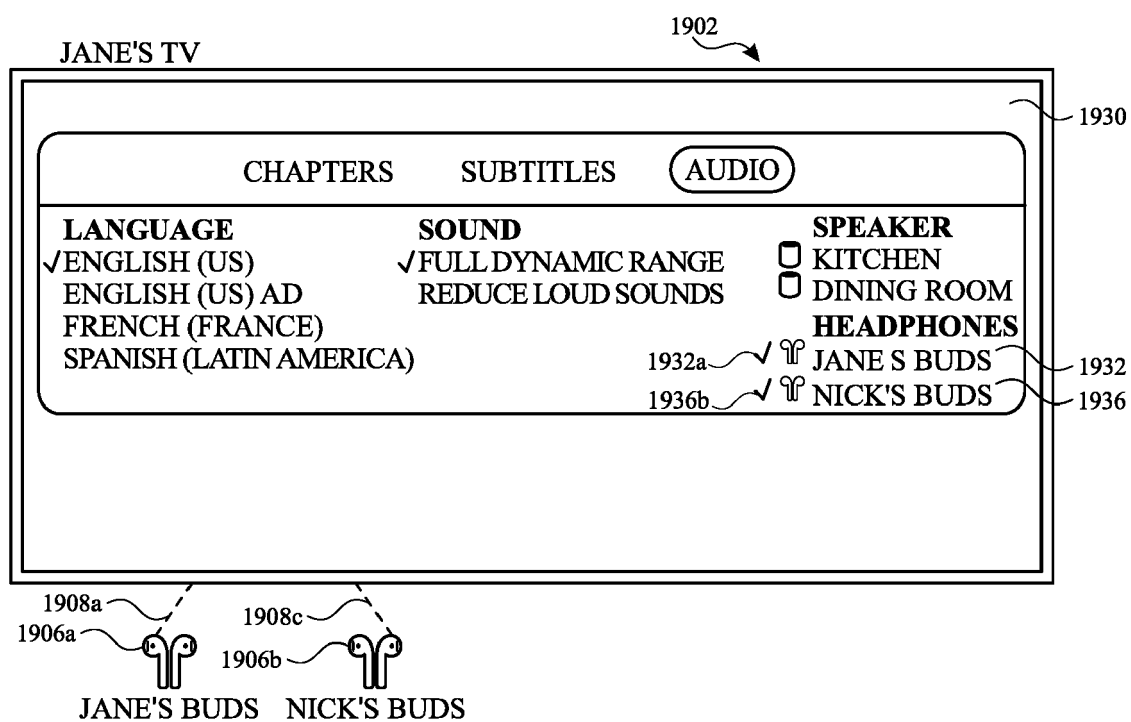 1902
JANE'S TV
1930
CHAPTERS SUBTITLES AUDIO
LANGUAGE SOUND SPEAKER
✓ENGLISH (US) ✓FULL DYNAMIC RANGE KITCHEN
ENGLISH (US) AD REDUCE LOUD SOUNDS DINING ROOM
FRENCH (FRANCE) HEADPHONES
SPANISH (LATIN AMERICA) 1932a ✓ JANE S BUDS 1932
1936b ✓ NICK'S BUDS 1936
1908a 1908c
1906a 1906b
JANE'S BUDS NICK'S BUDS